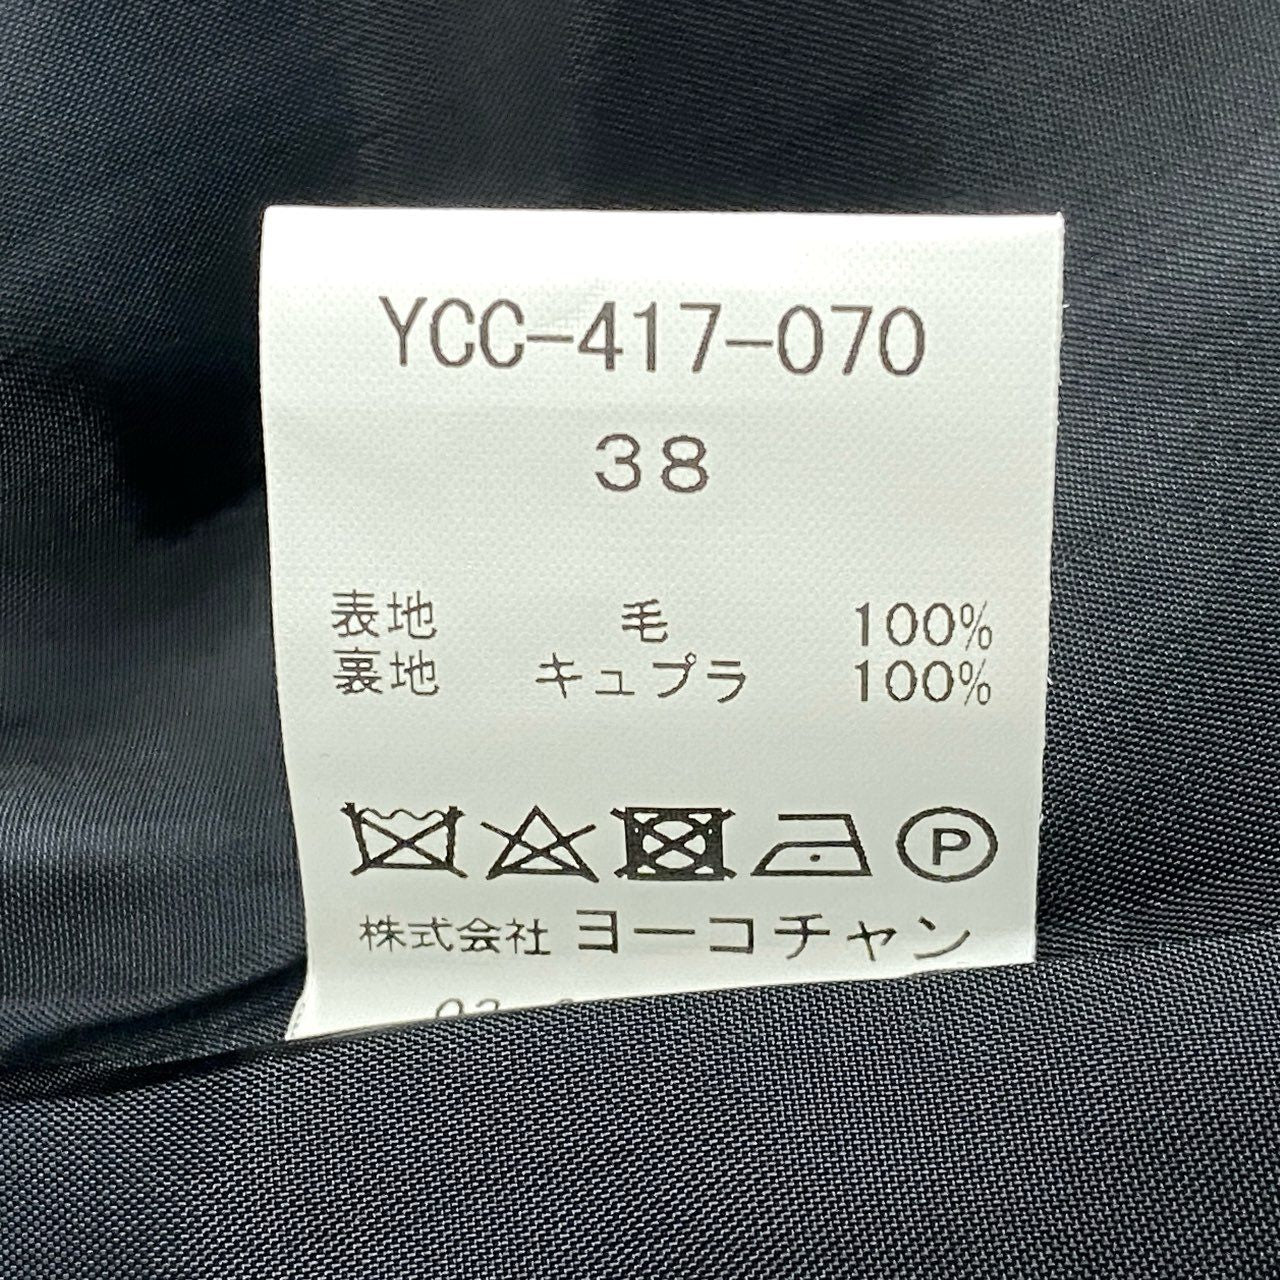 YCC-417-070
38
表地 毛 100%
裏地 キュプラ 100%
P
株式会社 ヨーコチャン